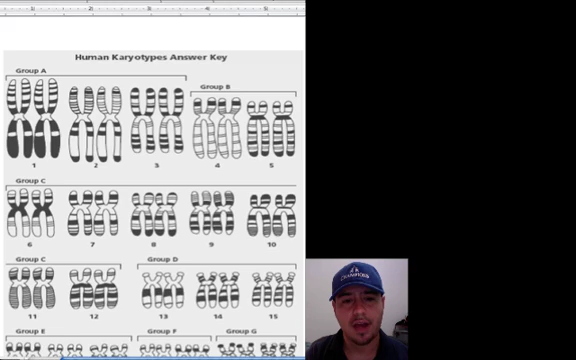 Human Karyotypes Answer Key
Group A
Group B
1 2 3 4 5
Group C
6 7 8 9 10
Group C Group D
11 12 13 14 15
Group E Group F Group G